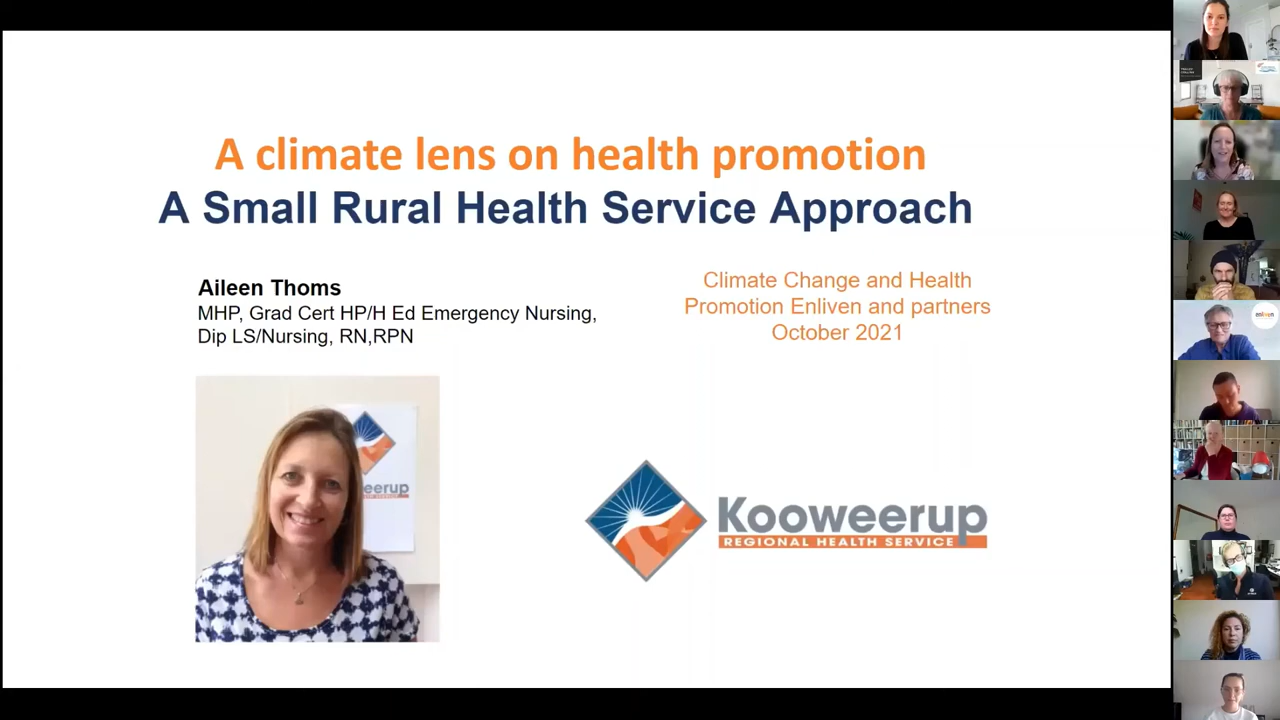 A climate lens on health promotion
A Small Rural Health Service Approach
Aileen Thoms
MHP, Grad Cert HP/H Ed Emergency Nursing,
Dip LS/Nursing, RN,RPN
Climate Change and Health
Promotion Enliven and partners
October 2021
eerup
Kooweerup
REGIONAL HEALTH SERVICE
enliven